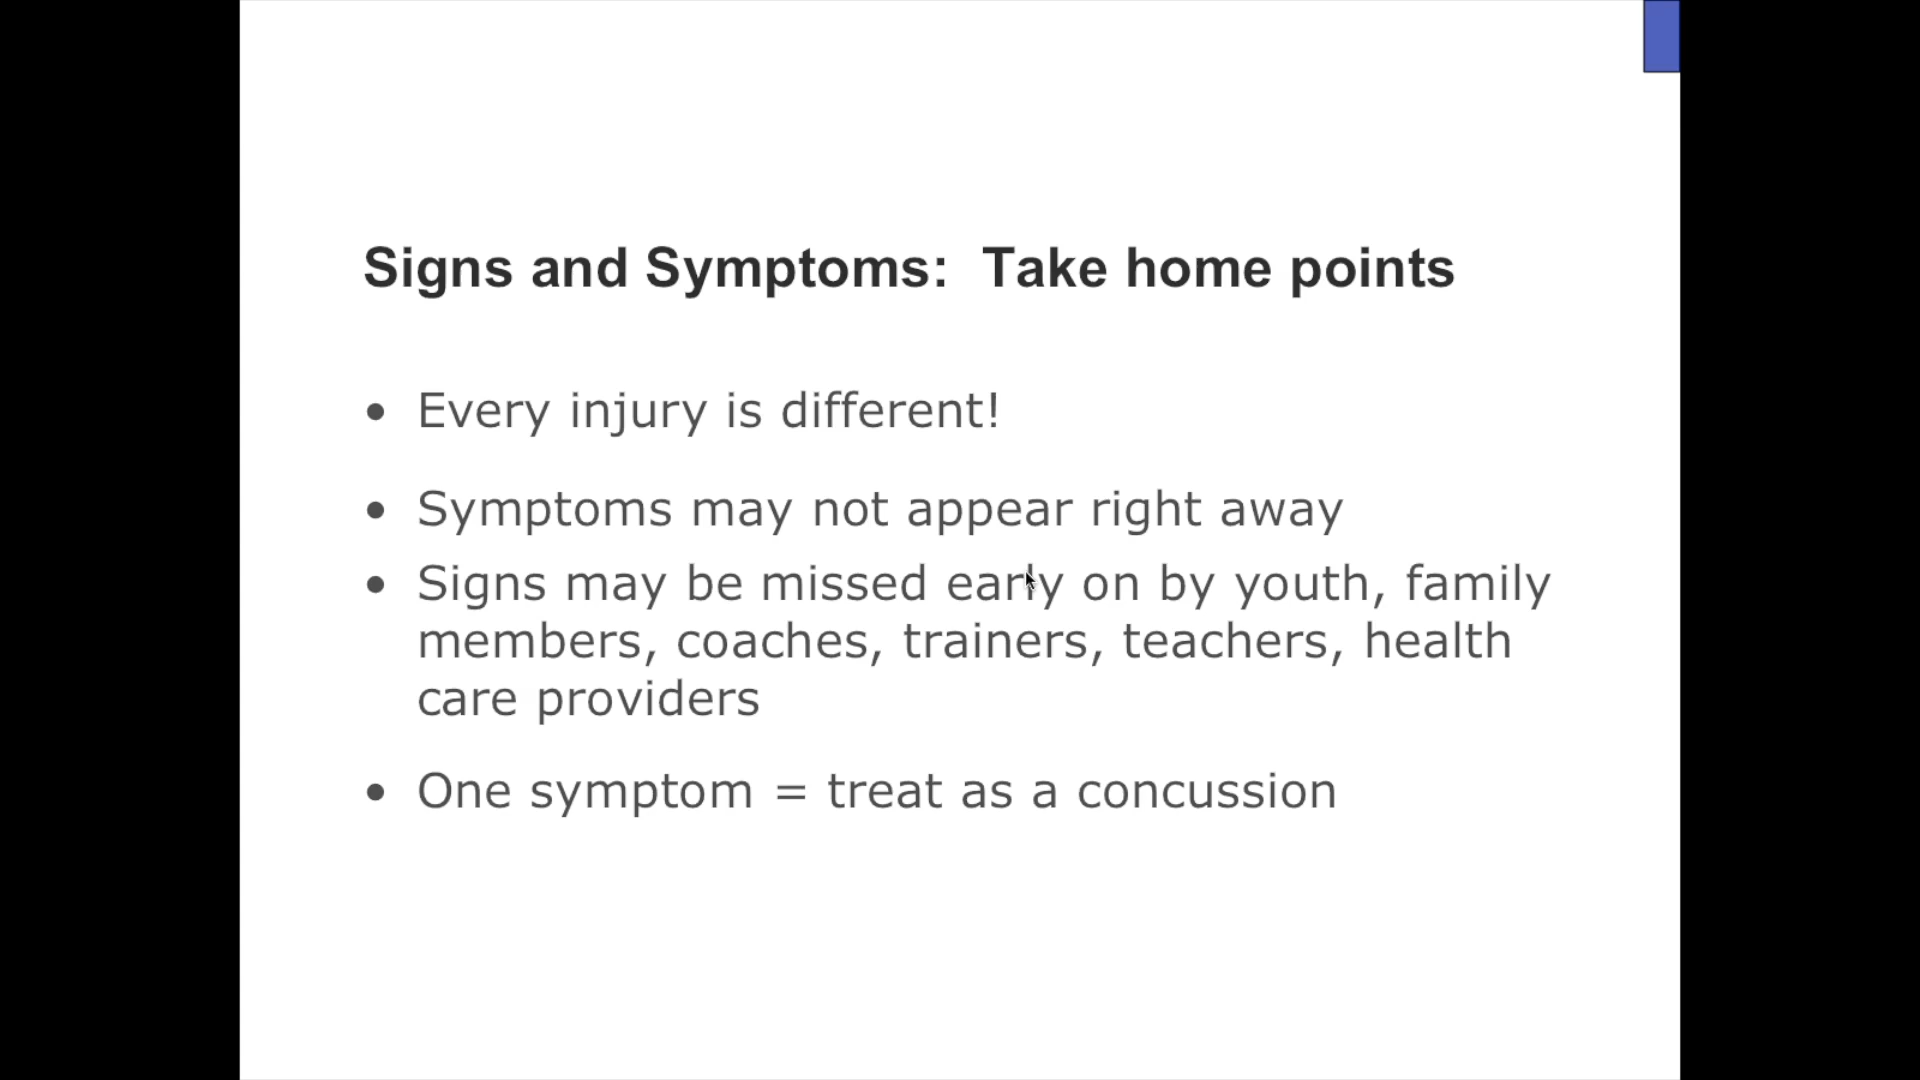 Signs and Symptoms:  Take home points
• Every injury is different!
• Symptoms may not appear right away
• Signs may be missed early on by youth, family
members, coaches, trainers, teachers, health
care providers
• One symptom = treat as a concussion